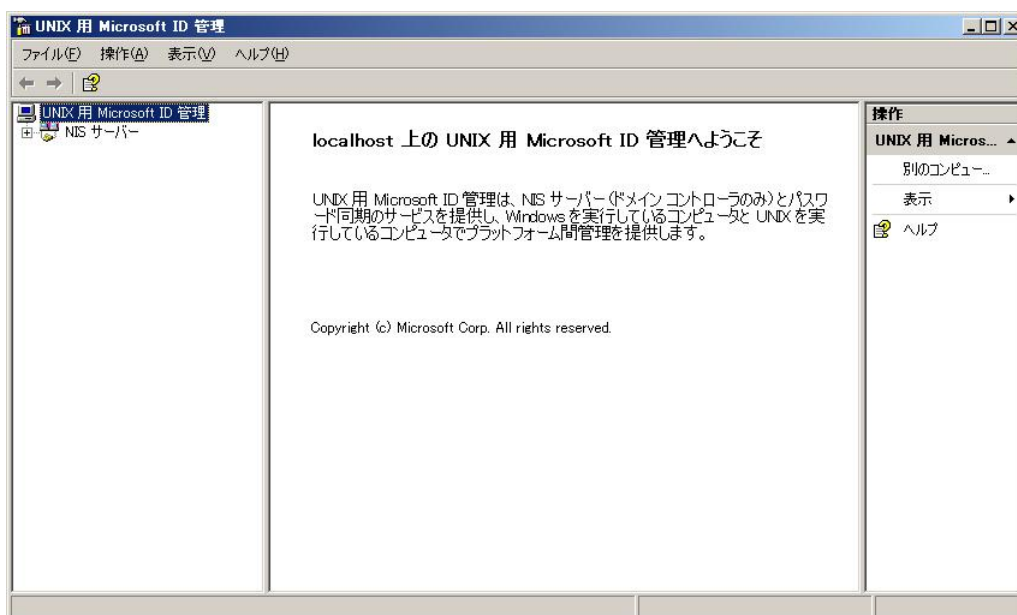 UNIX 用 Microsoft ID 管理
ファイル(F) 操作(A) 表示(V) ヘルプ(H)
UNIX 用 Microsoft ID 管理
NIS サーバー
localhost 上の UNIX 用 Microsoft ID 管理へようこそ
UNIX 用 Microsoft ID 管理は、NIS サーバー (ドメイン コントローラのみ) とパスワ
ード同期のサービスを提供し、Windows を実行しているコンピュータと UNIX を実
行しているコンピュータでプラットフォーム間管理を提供します。
Copyright (c) Microsoft Corp. All rights reserved.
操作
UNIX 用 Micros...
別のコンピュー...
表示
ヘルプ